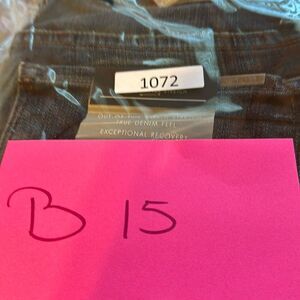 1072
TRUE DENIM FEEL
EXCEPTIONAL RECOVERY
B 15